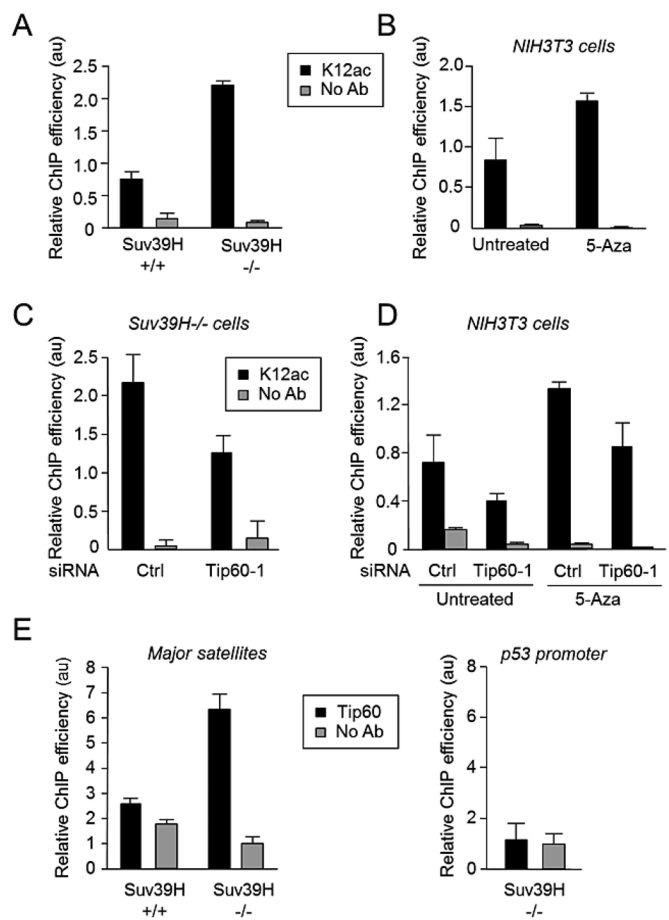 A
Relative ChIP efficiency (au)
2.5
2.0
1.5
1.0
0.5
0
Suv39H
+/+
Suv39H
-/-
K12ac
No Ab
B
NIH3T3 cells
Relative ChIP efficiency (au)
2.0
1.5
1.0
0.5
0
Untreated
5-Aza
C
Suv39H-/- cells
Relative ChIP efficiency (au)
2.5
2.0
1.5
1.0
0.5
0
siRNA
Ctrl
Tip60-1
K12ac
No Ab
D
NIH3T3 cells
Relative ChIP efficiency (au)
1.6
1.2
0.8
0.4
0
siRNA
Ctrl
Tip60-1
Ctrl
Tip60-1
Untreated
5-Aza
E
Major satellites
Relative ChIP efficiency (au)
8
7
6
5
4
3
2
1
0
Suv39H
+/+
Suv39H
-/-
Tip60
No Ab
p53 promoter
Relative ChIP efficiency (au)
8
6
4
2
0
Suv39H
-/-